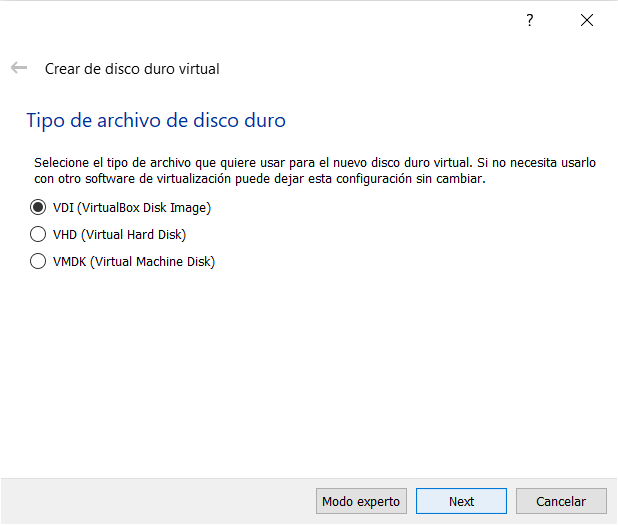 ?
Crear de disco duro virtual
Tipo de archivo de disco duro
Selecione el tipo de archivo que quiere usar para el nuevo disco duro virtual. Si no necesita usarlo
con otro software de virtualización puede dejar esta configuración sin cambiar.
VDI (VirtualBox Disk Image)
VHD (Virtual Hard Disk)
VMDK (Virtual Machine Disk)
Modo experto Next Cancelar